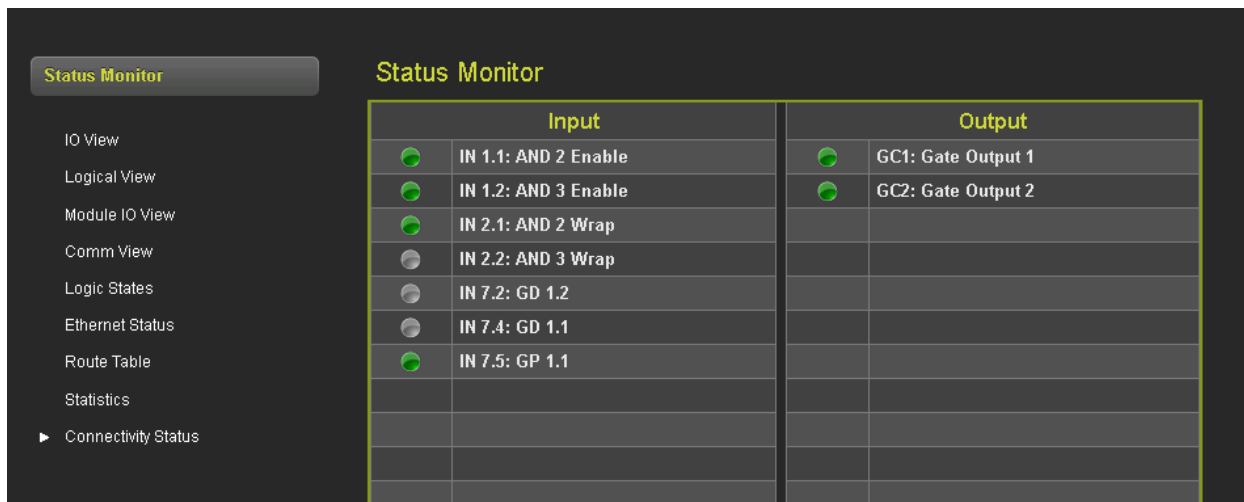 Status Monitor
IO View
Logical View
Module IO View
Comm View
Logic States
Ethernet Status
Route Table
Statistics
Connectivity Status
Status Monitor
Input
Output
IN 1.1: AND 2 Enable
GC1: Gate Output 1
IN 1.2: AND 3 Enable
GC2: Gate Output 2
IN 2.1: AND 2 Wrap
IN 2.2: AND 3 Wrap
IN 7.2: GD 1.2
IN 7.4: GD 1.1
IN 7.5: GP 1.1